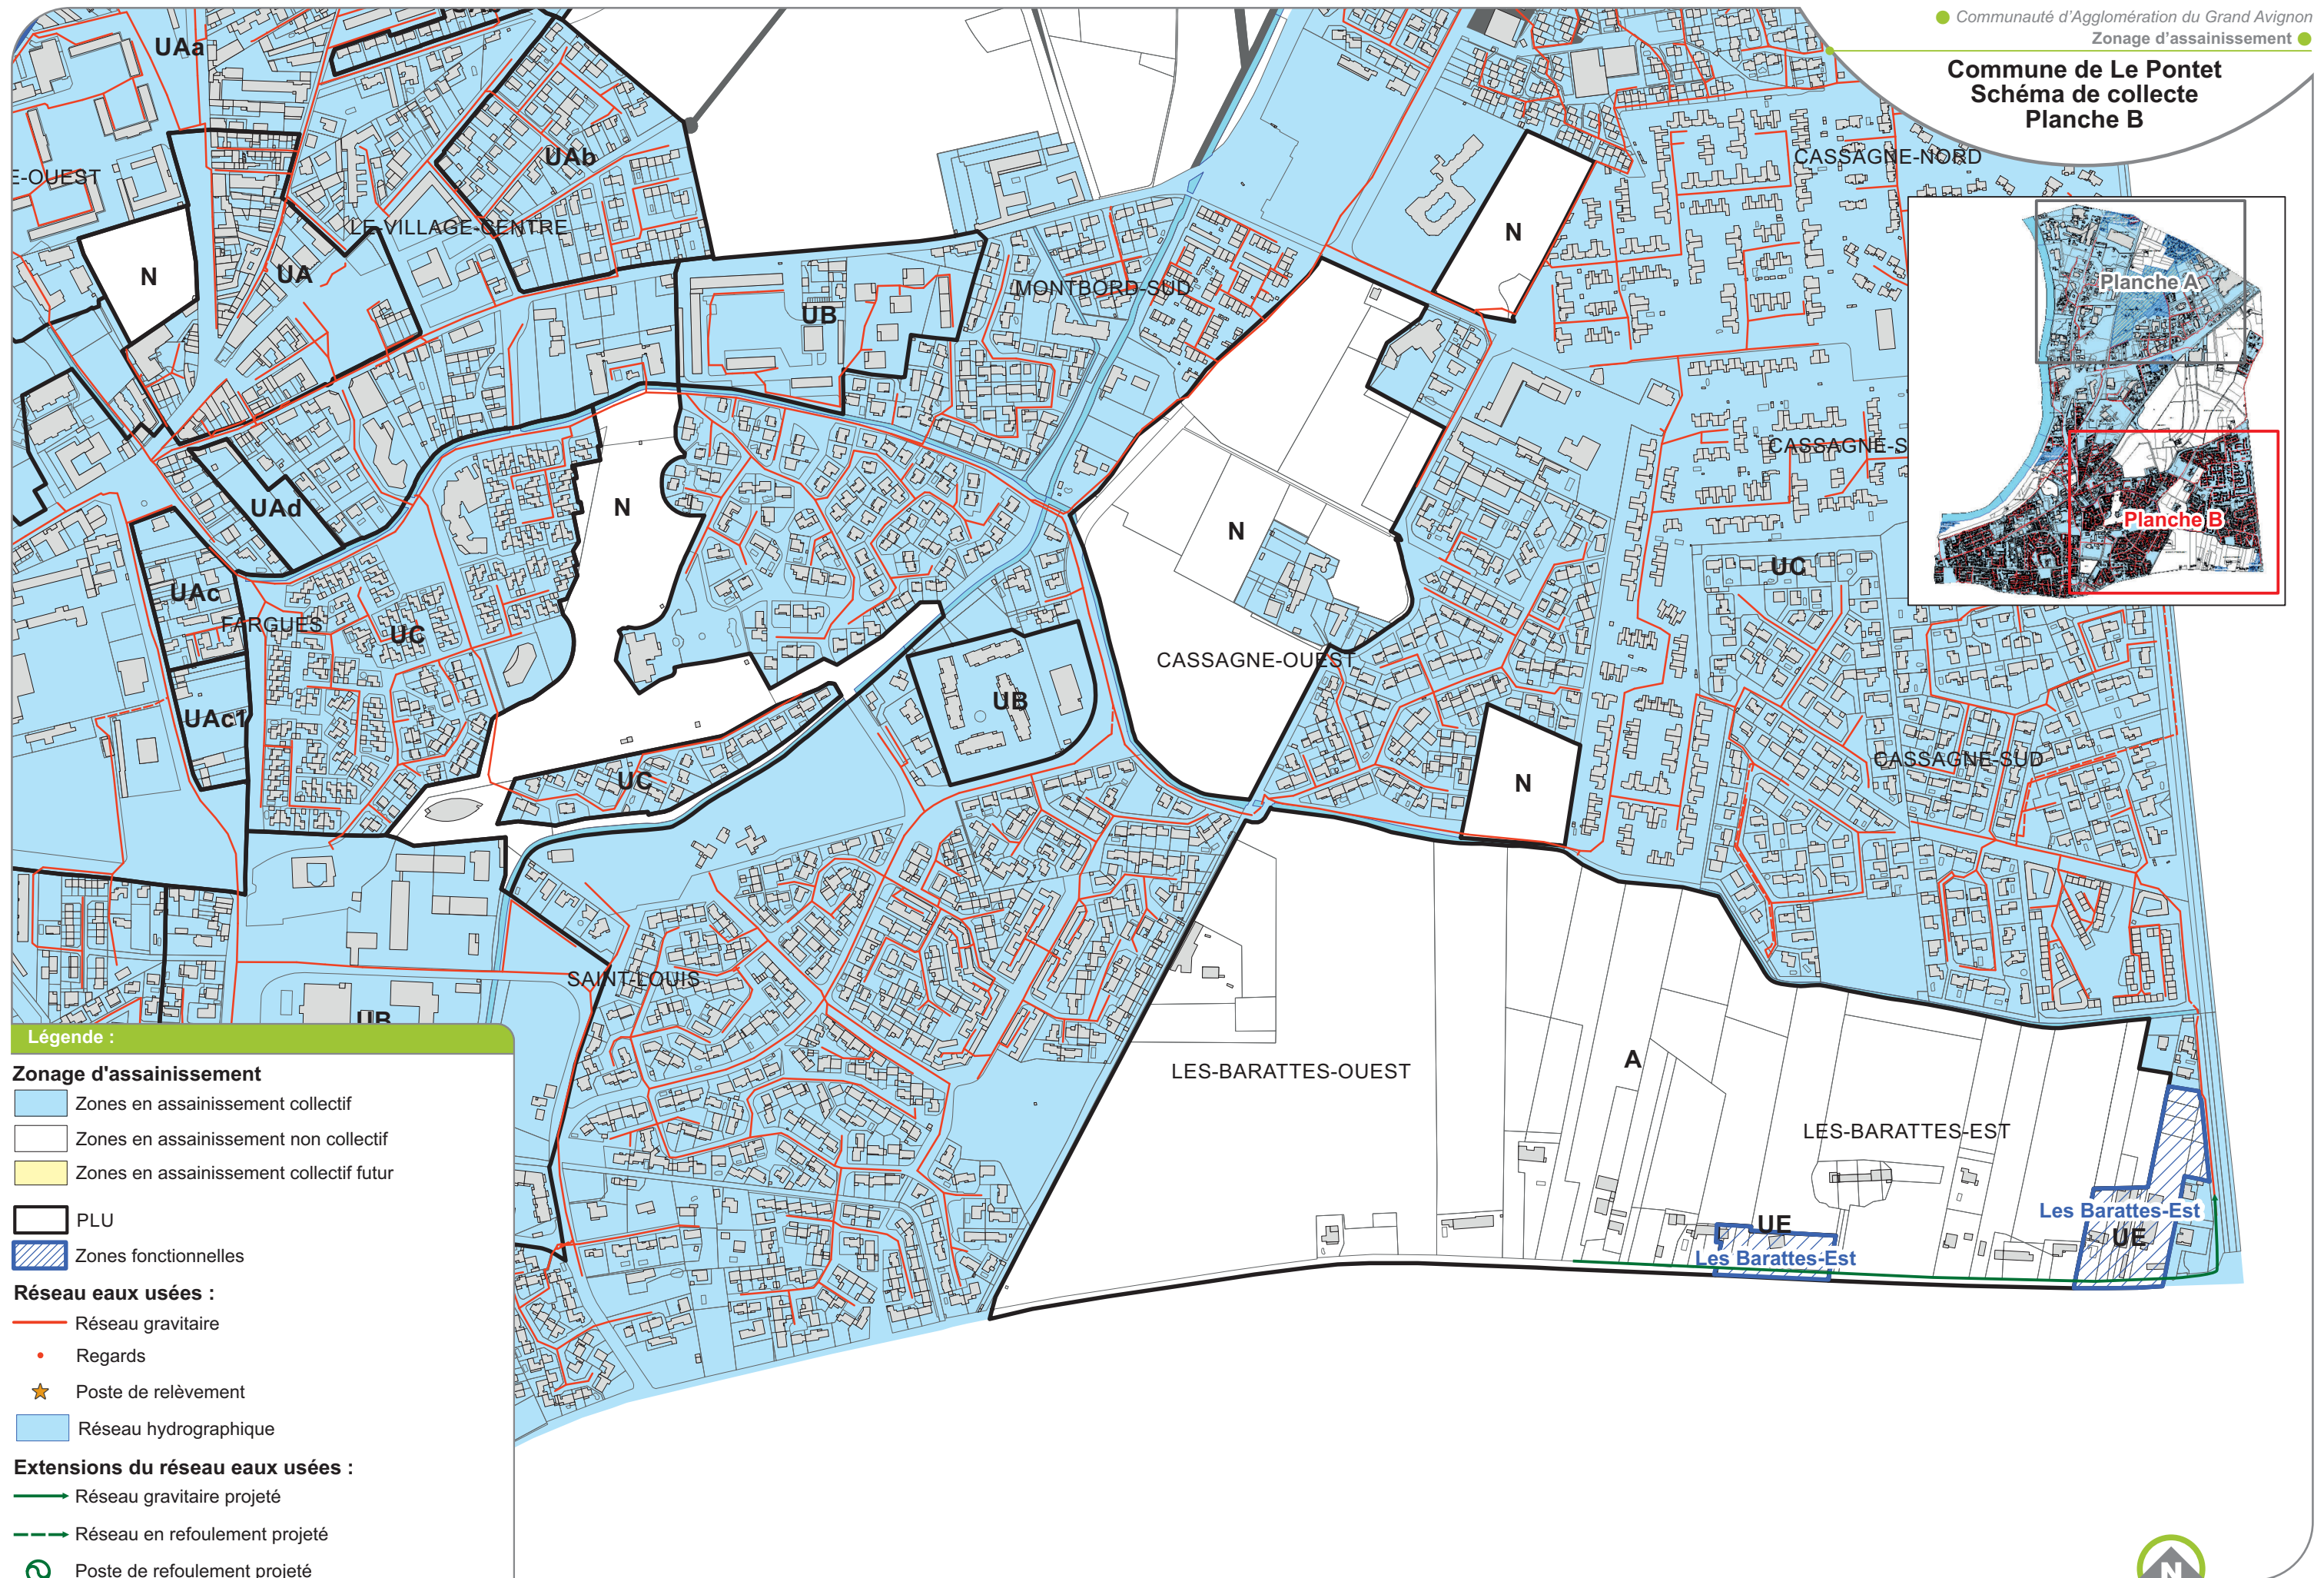 Communauté d'Agglomération du Grand Avignon
Zonage d'assainissement
Commune de Le Pontet
Schéma de collecte
Planche B
UAa
E-OUEST
UAb
LE-VILLAGE-CENTRE
N
UA
UB
MONTBORD-SUD
N
CASSAGNE-NORD
Planche A
Planche B
CASSAGNE-S
UAd
N
N
UC
UAc
FARGUES
UC
CASSAGNE-OUEST
UB
UAc1
UC
N
CASSAGNE-SUD
SAINT-LOUIS
UB
LES-BARATTES-OUEST
A
LES-BARATTES-EST
Les Barattes-Est
UE
UE
Les Barattes-Est
Légende :
Zonage d'assainissement
Zones en assainissement collectif
Zones en assainissement non collectif
Zones en assainissement collectif futur
PLU
Zones fonctionnelles
Réseau eaux usées :
Réseau gravitaire
Regards
Poste de relèvement
Réseau hydrographique
Extensions du réseau eaux usées :
Réseau gravitaire projeté
Réseau en refoulement projeté
Poste de refoulement projeté
N